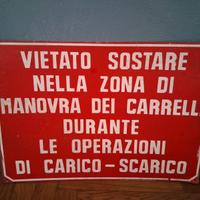 VIETATO SOSTARE
NELLA ZONA DI
MANOVRA DEI CARRELLI
DURANTE
LE OPERAZIONI
DI CARICO-SCARICO